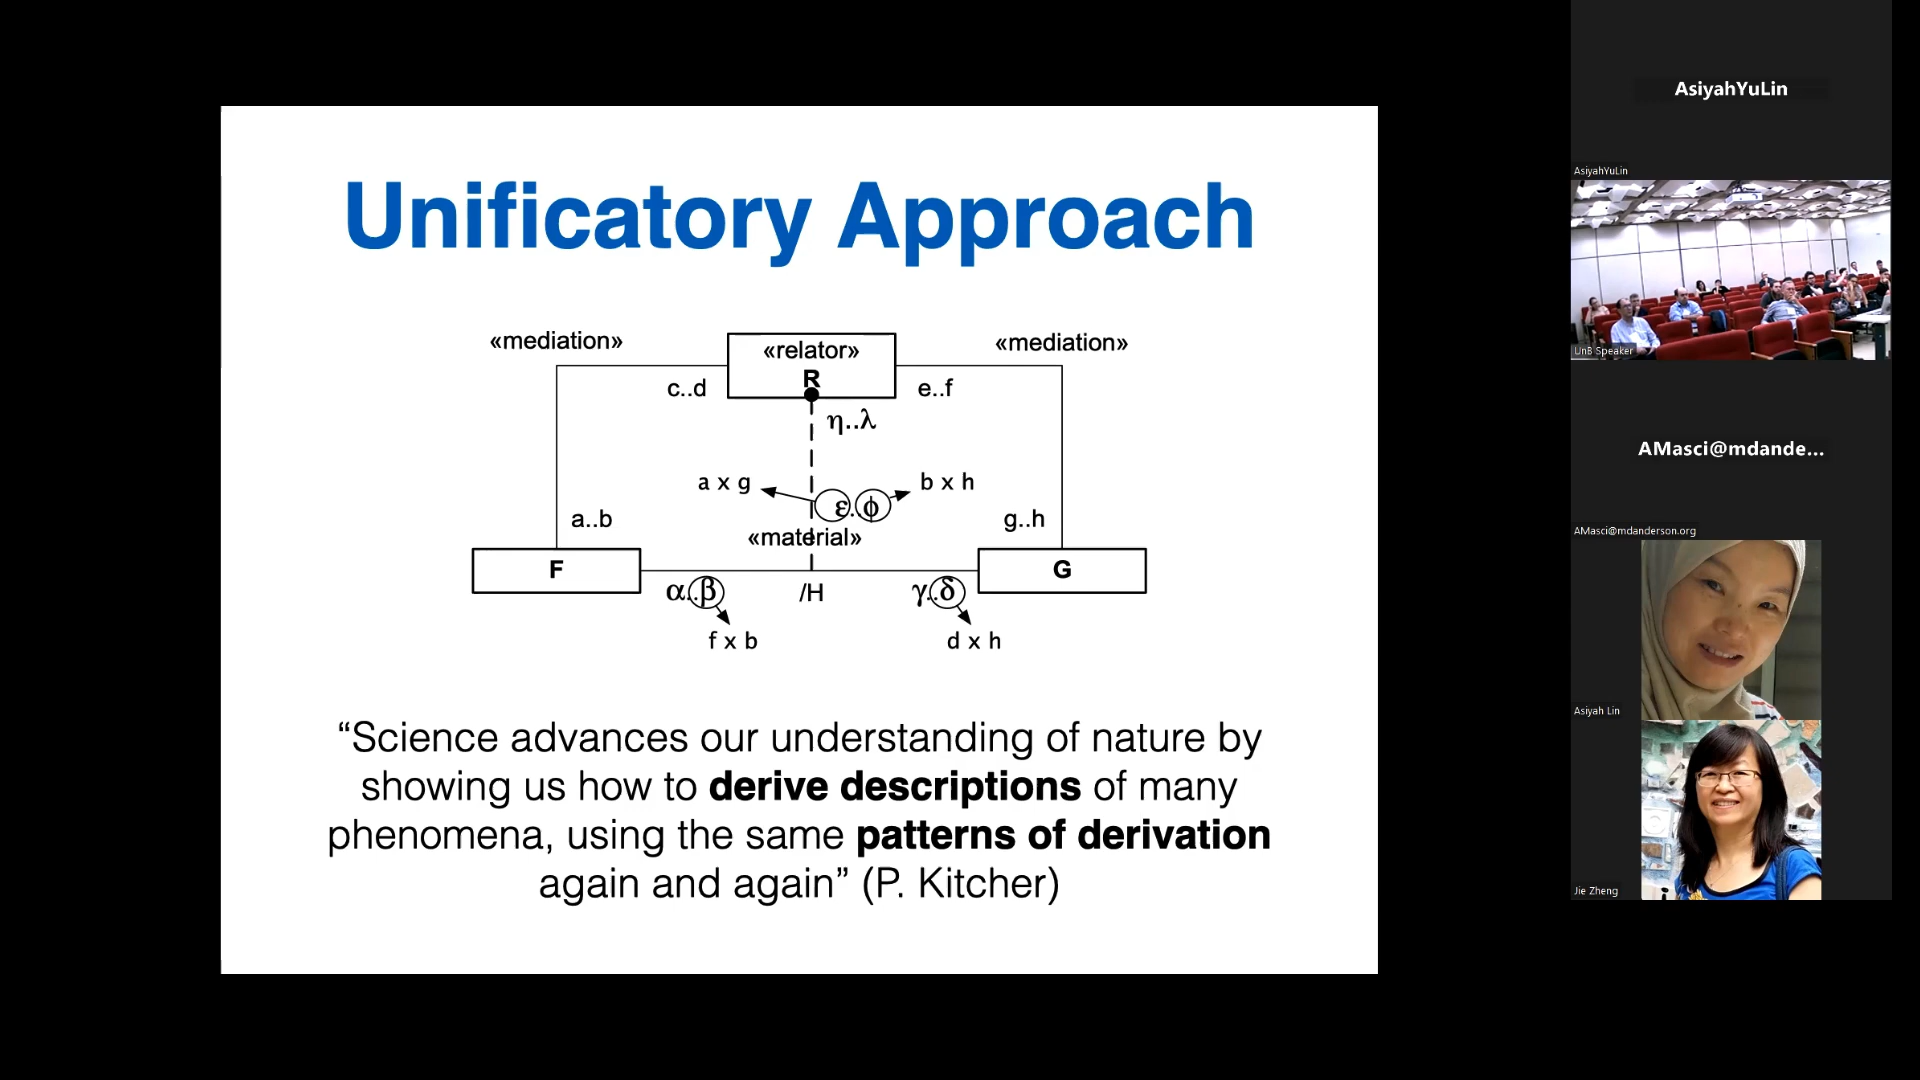 Unificatory Approach
«mediation»
«relator»
R
«mediation»
c..d
e..f
η..λ
a x g
b x h
ε..ϕ
a..b
g..h
«material»
F
G
α..β
/H
γ..δ
f x b
d x h
“Science advances our understanding of nature by
showing us how to derive descriptions of many
phenomena, using the same patterns of derivation
again and again” (P. Kitcher)
AsiyahYuLin
AsiyahYuLin
UnB Speaker
AMasci@mdande...
AMasci@mdanderson.org
Asiyah Lin
Jie Zheng